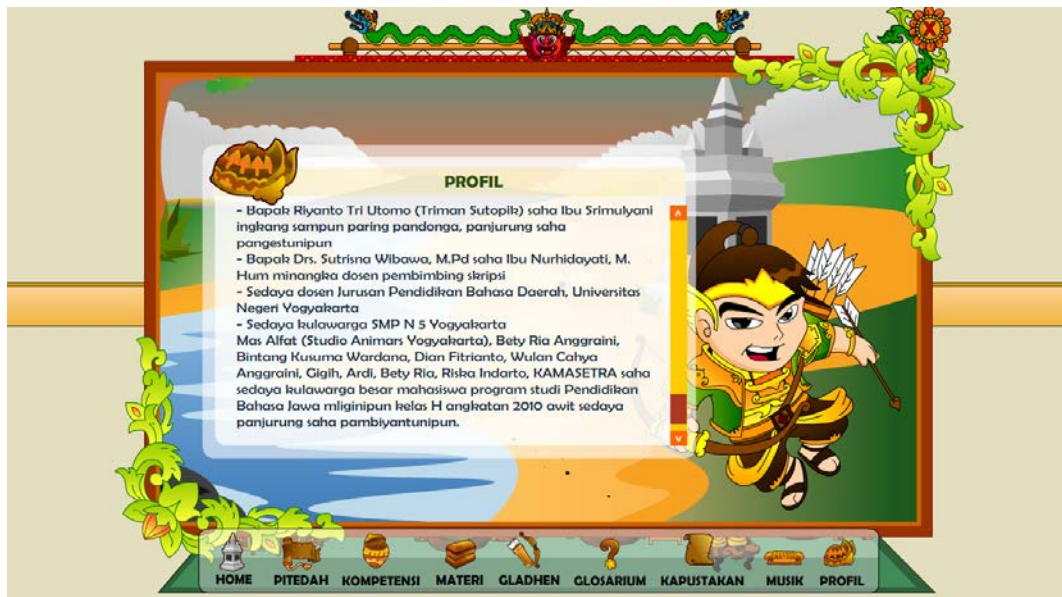 X
PROFIL
- Bapak Riyanto Tri Utomo (Triman Sutopik) saha Ibu Srimulyani
ingkang sampun paring pandonga, panjurung saha
pangestunipun
- Bapak Drs. Sutrisna Wibawa, M.Pd saha Ibu Nurhidayati, M.
Hum minangka dosen pembimbing skripsi
- Sedaya dosen Jurusan Pendidikan Bahasa Daerah, Universitas
Negeri Yogyakarta
- Sedaya kulawarga SMP N 5 Yogyakarta
Mas Alfat (Studio Animars Yogyakarta), Bety Ria Anggraini,
Bintang Kusuma Wardana, Dian Fitrianto, Wulan Cahya
Anggraini, Gigih, Ardi, Bety Ria, Riska Indarto, KAMASETRA saha
sedaya kulawarga besar mahasiswa program studi Pendidikan
Bahasa Jawa mliginipun kelas H angkatan 2010 awit sedaya
panjurung saha pambiyantunipun.
HOME PITEDAH KOMPETENSI MATERI GLADHEN GLOSARIUM KAPUSTAKAN MUSIK PROFIL